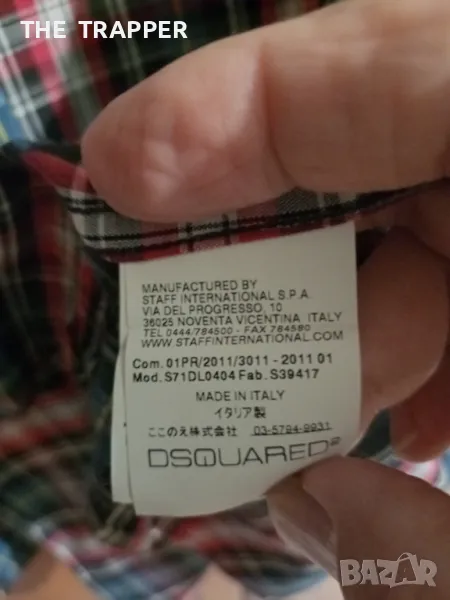 THE TRAPPER
MANUFACTURED BY
STAFF INTERNATIONAL S.P.A.
VIA DEL PROGRESSO, 10
36025 NOVENTA VICENTINA, ITALY
TEL 0444/784500 - FAX 784580
WWW.STAFFINTERNATIONAL.COM
Com. 01PR/2011/3011 - 2011 01
Mod. S71DL0404 Fab. S39417
MADE IN ITALY
イタリア製
ここのえ株式会社 03-5794-9931
DSQUARED2
BAZAR